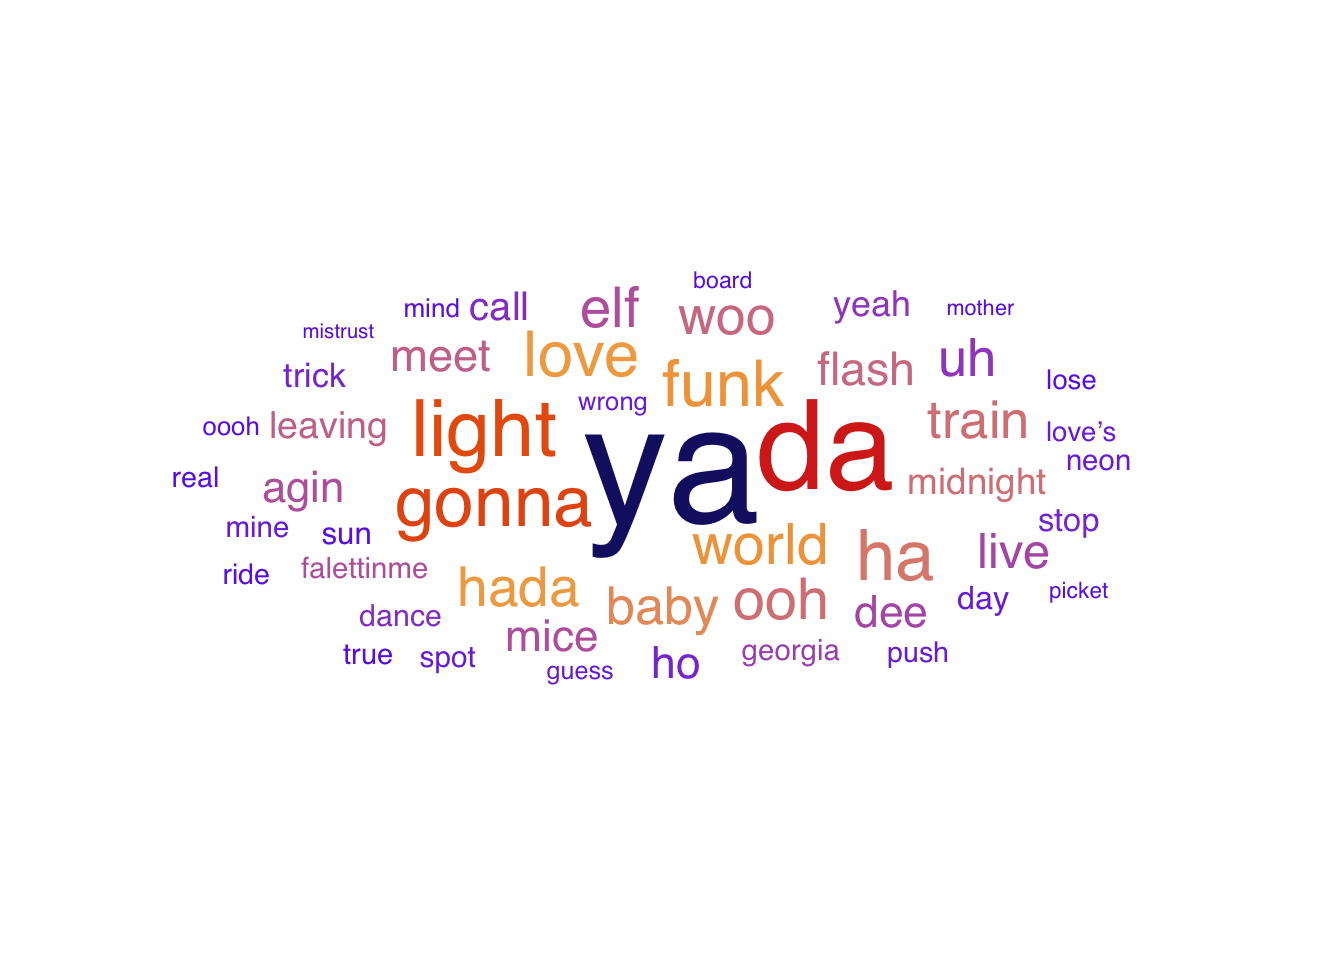 board
mind call elf woo yeah mother
mistrust meet love funk flash uh
trick wrong lose
oooh leaving light ya da train love’s
real agin gonna midnight neon
mine sun world ha live stop
ride falettinme hada baby ooh dee day picket
dance mice
true spot guess ho georgia push